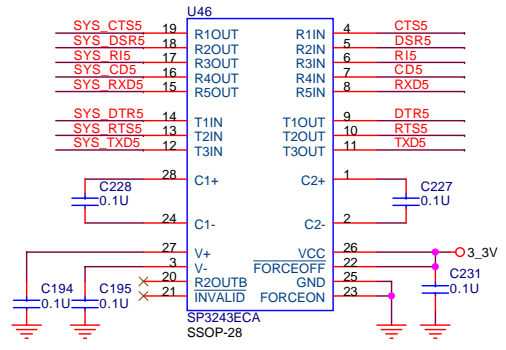 U46
SYS_CTS5 19 R1OUT R1IN 4 CTS5
SYS_DSR5 18 R2OUT R2IN 5 DSR5
SYS_RI5 17 R3OUT R3IN 6 RI5
SYS_CD5 16 R4OUT R4IN 7 CD5
SYS_RXD5 15 R5OUT R5IN 8 RXD5
SYS_DTR5 14 T1IN T1OUT 9 DTR5
SYS_RTS5 13 T2IN T2OUT 10 RTS5
SYS_TXD5 12 T3IN T3OUT 11 TXD5
28 C1+ C2+ 1
C228 C227
0.1U 0.1U
24 C1- C2- 2
27 V+ VCC 26 3_3V
3 V- FORCEOFF 22
20 R2OUTB GND 25
21 INVALID FORCEON 23
C194 C195 C231
0.1U 0.1U 0.1U
SP3243ECA
SSOP-28